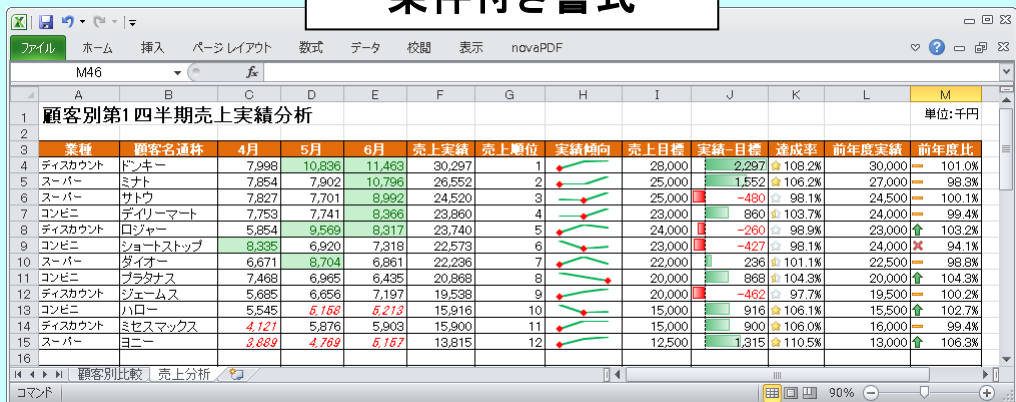 条件付き書式
ファイル ホーム 挿入 ページ レイアウト 数式 データ 校閲 表示 novaPDF
M46 fx
A B C D E F G H I J K L M
1 顧客別第1四半期売上実績分析 単位:千円
2
3 業種 顧客名通称 4月 5月 6月 売上実績 売上順位 実績傾向 売上目標 実績-目標 達成率 前年度実績 前年度比
4 ディスカウント ドンキー 7,998 10,836 11,463 30,297 1 28,000 2,297 108.2% 30,000 101.0%
5 スーパー ミナト 7,854 7,902 10,796 26,552 2 25,000 1,552 106.2% 27,000 98.3%
6 スーパー サトウ 7,827 7,701 8,992 24,520 3 25,000 -480 98.1% 24,500 100.1%
7 コンビニ デイリーマート 7,753 7,741 8,366 23,860 4 23,000 860 103.7% 24,000 99.4%
8 ディスカウント ロジャー 5,854 9,569 8,317 23,740 5 24,000 -260 98.9% 23,000 103.2%
9 コンビニ ショートストップ 8,335 6,920 7,318 22,573 6 23,000 -427 98.1% 24,000 94.1%
10 スーパー ダイオー 6,671 8,704 6,861 22,236 7 22,000 236 101.1% 22,500 98.8%
11 コンビニ プラタナス 7,468 6,965 6,435 20,868 8 20,000 868 104.3% 20,000 104.3%
12 ディスカウント ジェームス 5,685 6,656 7,197 19,538 9 20,000 -462 97.7% 19,500 100.2%
13 コンビニ ハロー 5,545 5,158 5,213 15,916 10 15,000 916 106.1% 15,500 102.7%
14 ディスカウント ミセスマックス 4,121 5,876 5,903 15,900 11 15,000 900 106.0% 16,000 99.4%
15 スーパー ヨニー 3,889 4,769 5,157 13,815 12 12,500 1,315 110.5% 13,000 106.3%
16
顧客別比較 売上分析
コマンド 90%